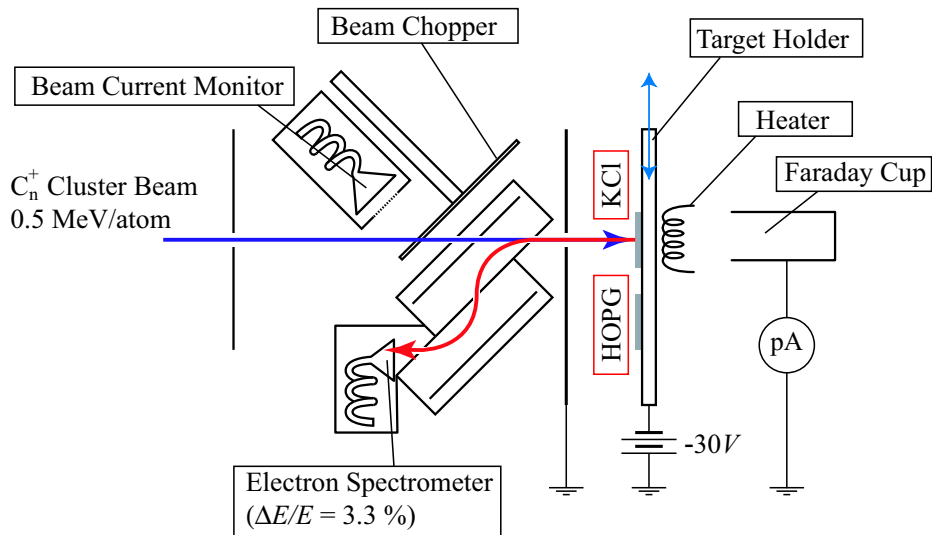 Beam Chopper
Target Holder
Beam Current Monitor
Heater
C_n^+ Cluster Beam
0.5 MeV/atom
KCl
Faraday Cup
HOPG
pA
-30V
Electron Spectrometer
(ΔE/E = 3.3 %)